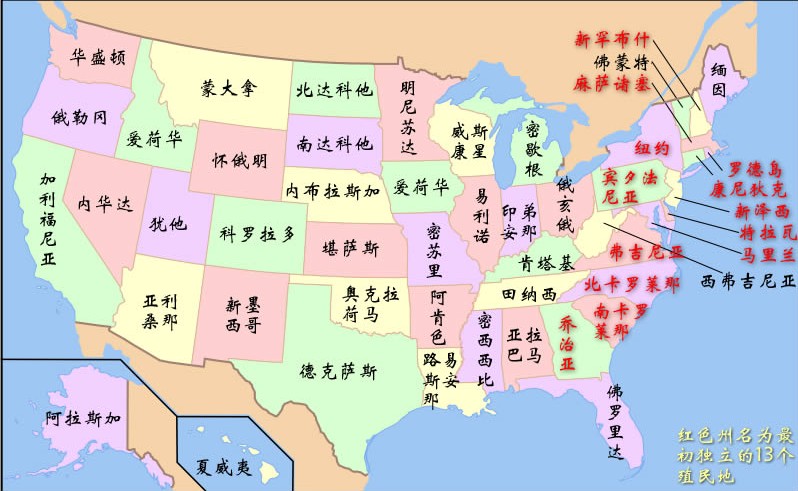 新罕布什
佛蒙特
麻萨诸塞
缅因
华盛顿
蒙大拿
北达科他
明尼苏达
俄勒冈
爱荷华
南达科他
威斯
康星
密歇根
纽约
怀俄明
罗德岛
康尼狄克
宾夕法
尼亚
新泽西
特拉瓦
马里兰
加利福尼亚
内华达
犹他
内布拉斯加
爱荷华
易利诺
印弟
安那
俄亥俄
科罗拉多
堪萨斯
密苏里
肯塔基
弗吉尼亚
西弗吉尼亚
北卡罗莱那
田纳西
亚利
桑那
新墨
西哥
奥克拉
荷马
阿肯色
南卡罗
莱那
密西西比
亚拉
巴马
乔治亚
德克萨斯
路易
斯安
那
佛罗里达
阿拉斯加
夏威夷
红色州名为最
初独立的13个
殖民地